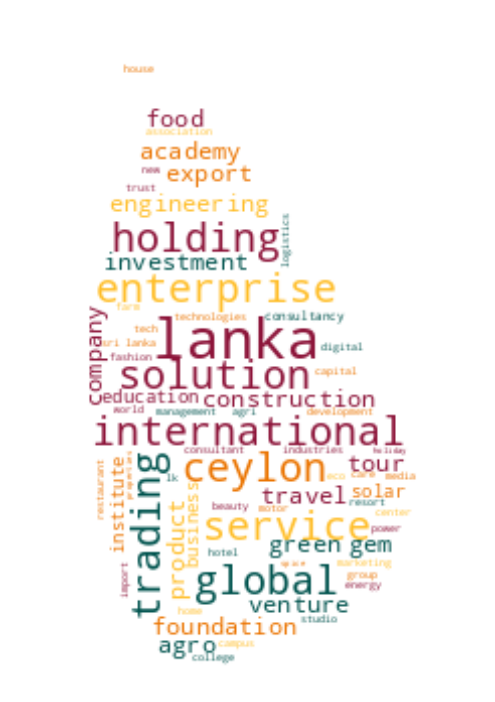 house
food
association
academy
new
export
trust
engineering
logistics
holding
investment
enterprise
farm
technologies
consultancy
company
tech
lanka
sri lanka
digital
fashion
solution
capital
education
construction
world
management
agri
development
international
consultant
industries
holiday
trading
ceylon
tour
restaurant
properties
institute
lk
eco
care
media
product
business
travel
solar
beauty
motor
resort
center
service
power
green
gem
hotel
spice
marketing
import
global
group
energy
venture
home
studio
foundation
agro
campus
college